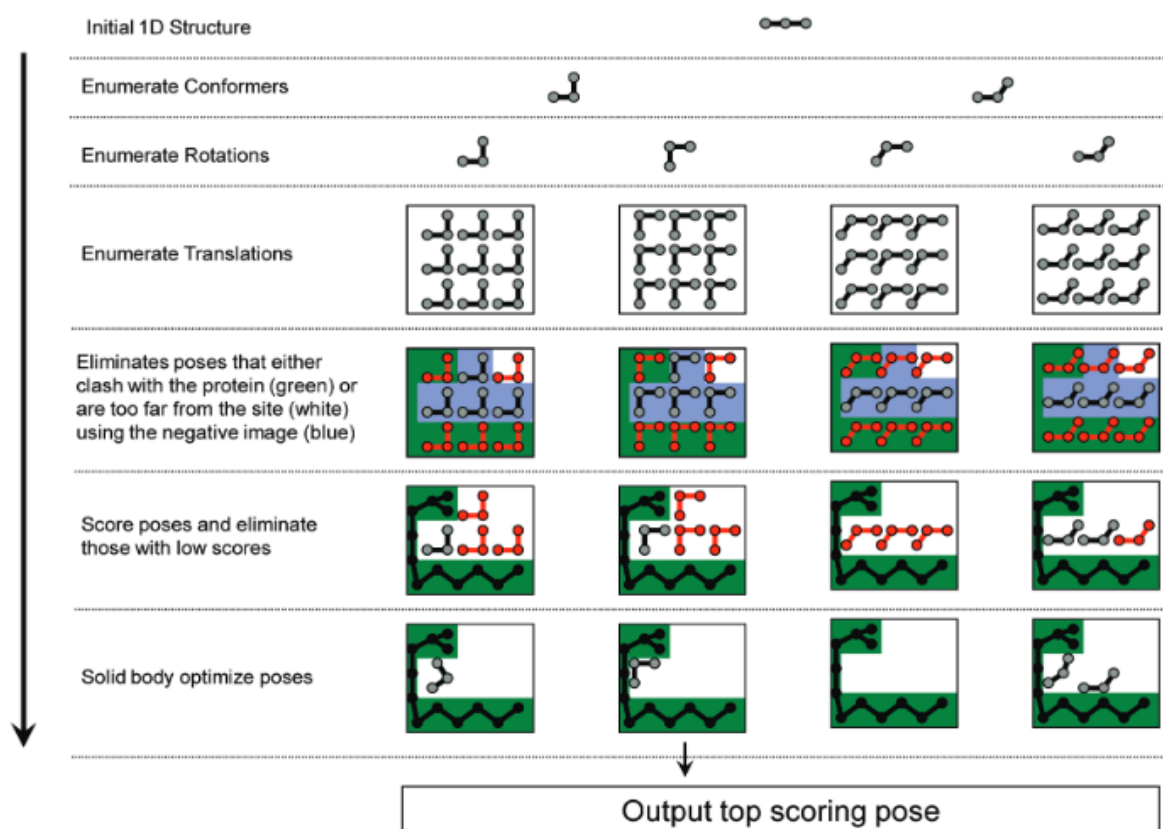 Initial 1D Structure
Enumerate Conformers
Enumerate Rotations
Enumerate Translations
Eliminates poses that either
clash with the protein (green) or
are too far from the site (white)
using the negative image (blue)
Score poses and eliminate
those with low scores
Solid body optimize poses
Output top scoring pose